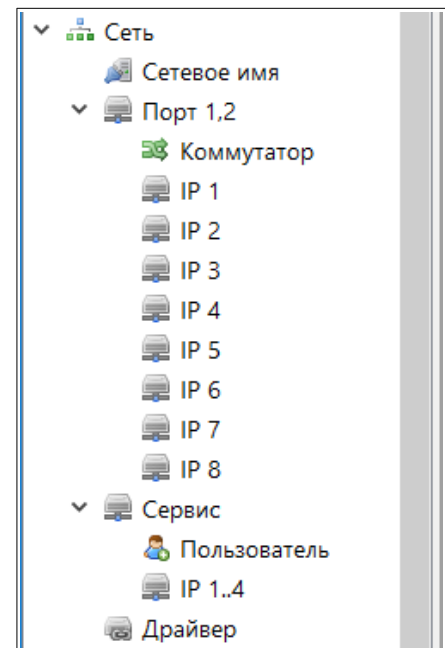 Сеть
Сетевое имя
Порт 1,2
Коммутатор
IP 1
IP 2
IP 3
IP 4
IP 5
IP 6
IP 7
IP 8
Сервис
Пользователь
IP 1..4
Драйвер